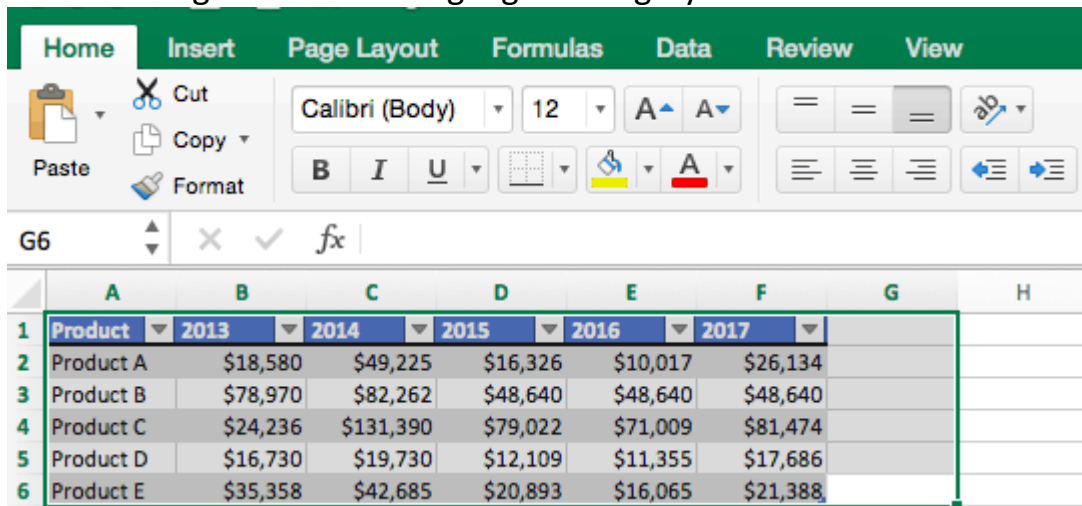 Home Insert Page Layout Formulas Data Review View
Cut
Calibri (Body) 12 A A
Copy
Paste
B I U A
Format
G6 fx
A B C D E F G H
1 Product 2013 2014 2015 2016 2017
2 Product A $18,580 $49,225 $16,326 $10,017 $26,134
3 Product B $78,970 $82,262 $48,640 $48,640 $48,640
4 Product C $24,236 $131,390 $79,022 $71,009 $81,474
5 Product D $16,730 $19,730 $12,109 $11,355 $17,686
6 Product E $35,358 $42,685 $20,893 $16,065 $21,388